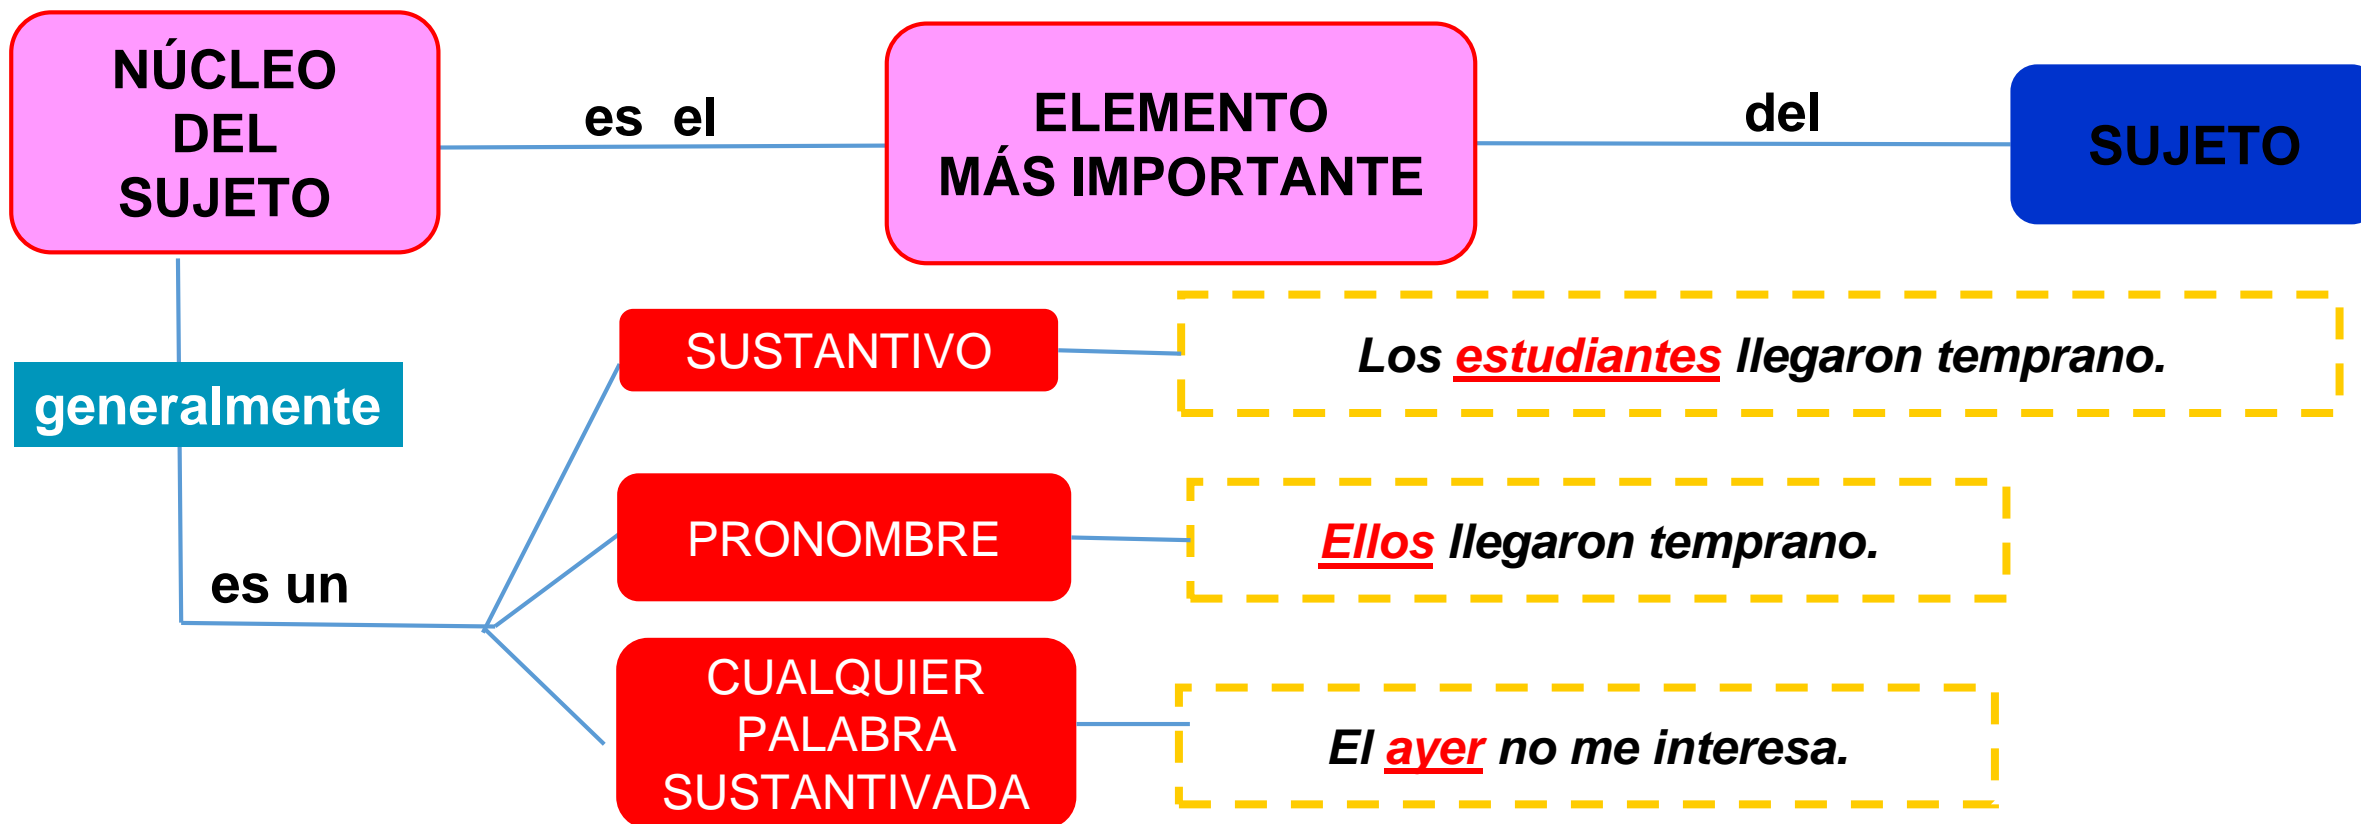 NÚCLEO
DEL
SUJETO
es el
ELEMENTO
MÁS IMPORTANTE
del
SUJETO
generalmente
es un
SUSTANTIVO
Los estudiantes llegaron temprano.
PRONOMBRE
Ellos llegaron temprano.
CUALQUIER
PALABRA
SUSTANTIVADA
El ayer no me interesa.